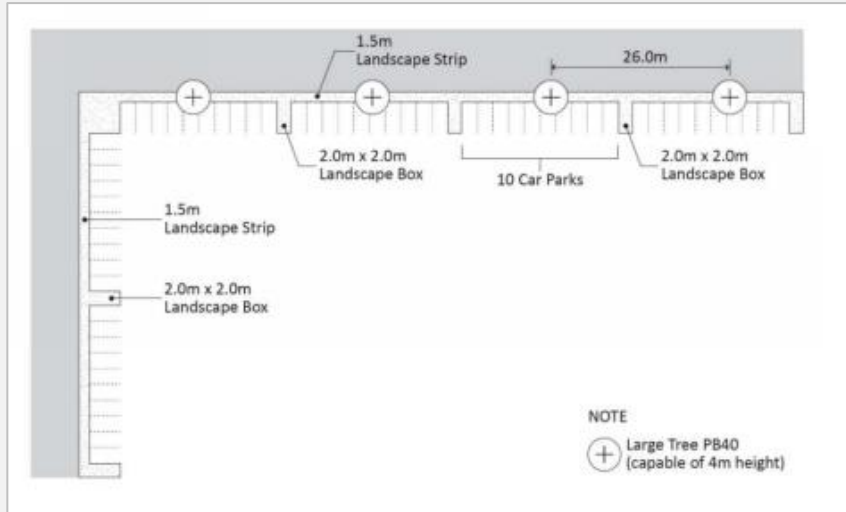 1.5m
Landscape Strip
26.0m
2.0m x 2.0m
Landscape Box
10 Car Parks
2.0m x 2.0m
Landscape Box
1.5m
Landscape Strip
2.0m x 2.0m
Landscape Box
NOTE
Large Tree PB40
(capable of 4m height)